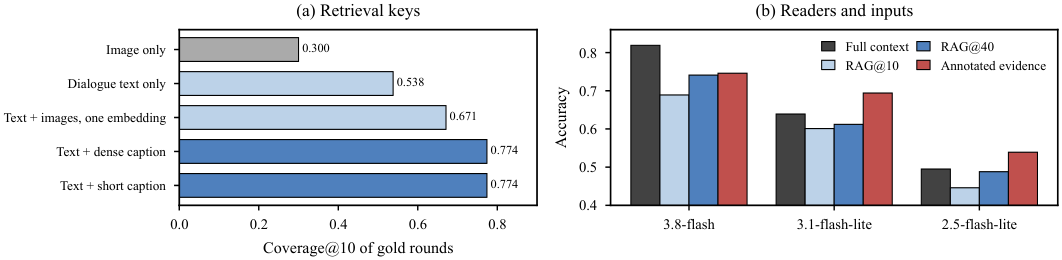 (a) Retrieval keys
Image only
0.300
Dialogue text only
0.538
Text + images, one embedding
0.671
Text + dense caption
0.774
Text + short caption
0.774
0.0 0.2 0.4 0.6 0.8
Coverage@10 of gold rounds
(b) Readers and inputs
Full context
RAG@10
RAG@40
Annotated evidence
Accuracy
0.8
0.7
0.6
0.5
0.4
3.8-flash 3.1-flash-lite 2.5-flash-lite